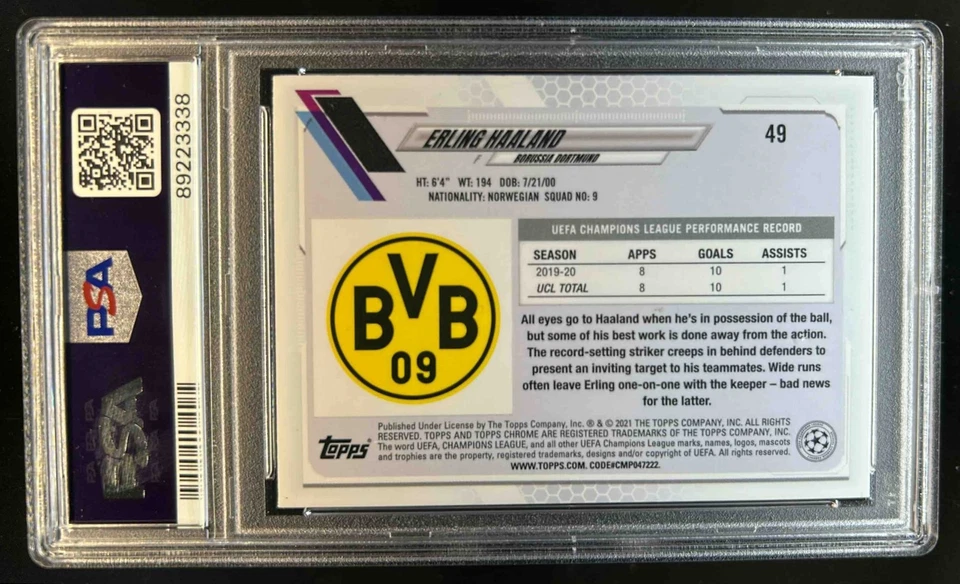 89223338
PSA
PSA
ERLING HAALAND
49
F BORUSSIA DORTMUND
HT: 6'4" WT: 194 DOB: 7/21/00
NATIONALITY: NORWEGIAN SQUAD NO: 9
BVB
09
UEFA CHAMPIONS LEAGUE PERFORMANCE RECORD
SEASON APPS GOALS ASSISTS
2019-20 8 10 1
UCL TOTAL 8 10 1
All eyes go to Haaland when he's in possession of the ball,
but some of his best work is done away from the action.
The record-setting striker creeps in behind defenders to
present an inviting target to his teammates. Wide runs
often leave Erling one-on-one with the keeper – bad news
for the latter.
Topps®
Published Under License by The Topps Company, Inc. ® & © 2021 THE TOPPS COMPANY, INC. ALL RIGHTS
RESERVED. TOPPS AND TOPPS CHROME ARE REGISTERED TRADEMARKS OF THE TOPPS COMPANY, INC.
The word UEFA, CHAMPIONS LEAGUE, and all other UEFA Champions League marks, names, logos, mascots
and trophies are the property, registered trademarks, designs and/or copyright of UEFA. All rights reserved.
WWW.TOPPS.COM. CODE#CMP047222.